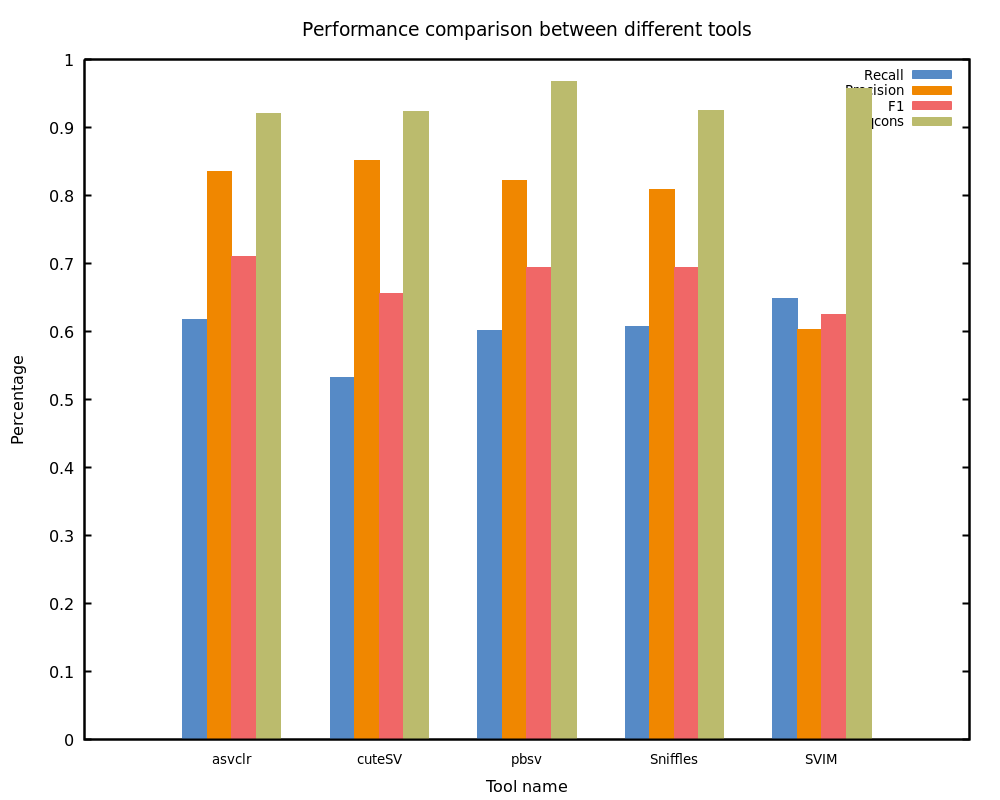 Performance comparison between different tools
Recall
F1
1
0.9
0.8
0.7
0.6
0.5
0.4
0.3
0.2
0.1
0
Percentage
asvclr cuteSV pbsv Sniffles SVIM
Tool name